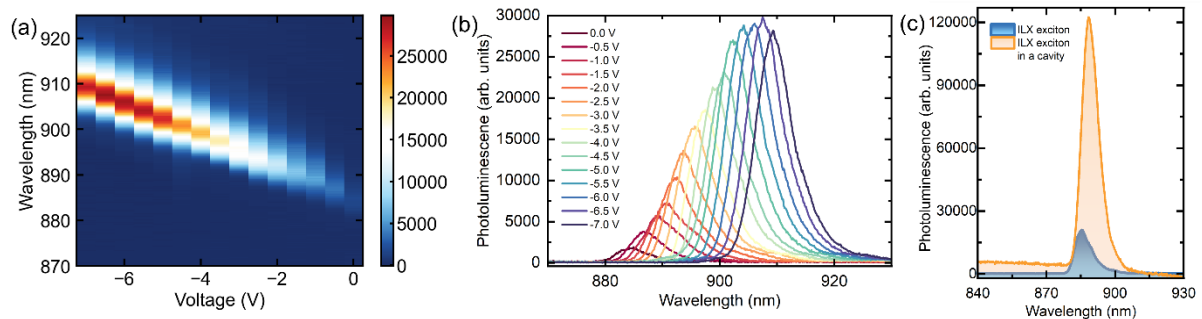 (a)
920
910
900
890
880
870
Wavelength (nm)
−6
−4
−2
0
Voltage (V)
25000
20000
15000
10000
5000
0
(b)
30000
25000
20000
15000
10000
5000
0
Photoluminescence (arb. units)
0.0 V
-0.5 V
-1.0 V
-1.5 V
-2.0 V
-2.5 V
-3.0 V
-3.5 V
-4.0 V
-4.5 V
-5.0 V
-5.5 V
-6.0 V
-6.5 V
-7.0 V
880
900
920
Wavelength (nm)
(c)
120000
90000
60000
30000
0
Photoluminescence (arb. units)
ILX exciton
ILX exciton
in a cavity
840
870
900
930
Wavelength (nm)